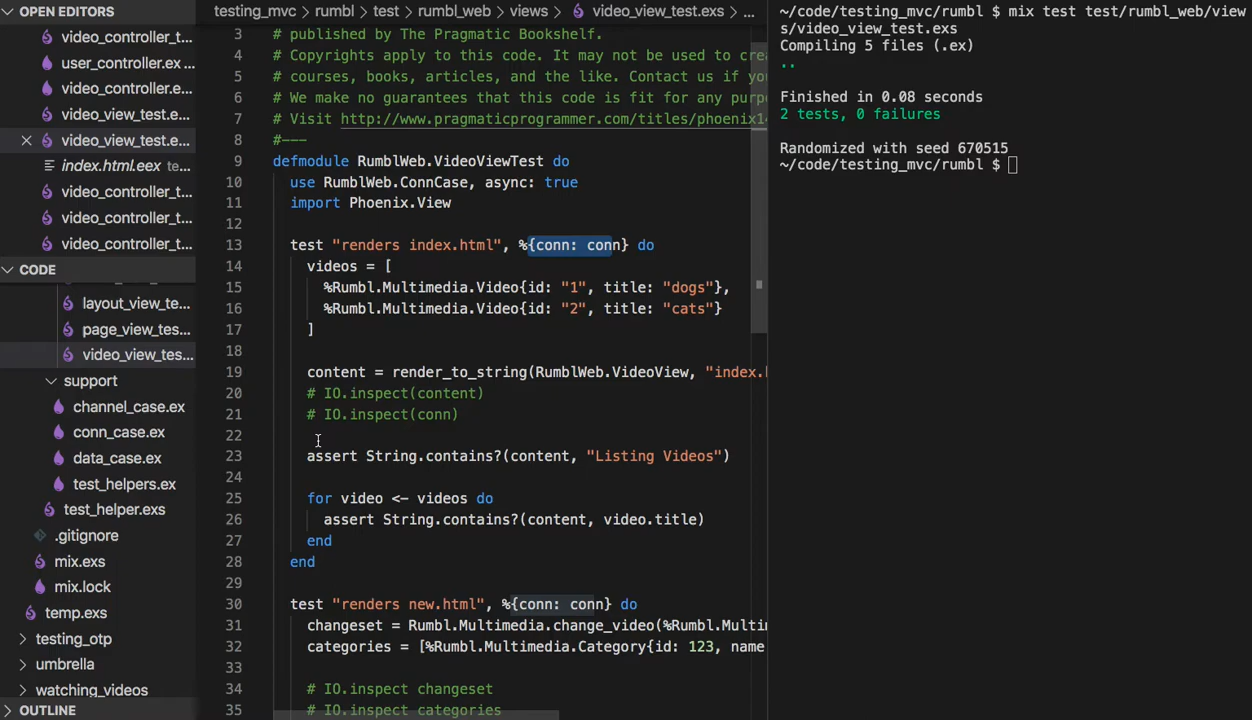 OPEN EDITORS
video_controller_t...
user_controller.ex ...
video_controller.e...
video_view_test.e...
video_view_test.e...
index.html.eex te...
video_controller_t...
video_controller_t...
video_controller_t...
CODE
layout_view_te...
page_view_tes...
video_view_tes...
support
channel_case.ex
conn_case.ex
data_case.ex
test_helpers.ex
test_helper.exs
.gitignore
mix.exs
mix.lock
temp.exs
testing_otp
umbrella
watching_videos
OUTLINE
testing_mvc > rumbl > test > rumbl_web > views > video_view_test.exs > ...
3 # published by The Pragmatic Bookshelf.
4 # Copyrights apply to this code. It may not be used to crea
5 # courses, books, articles, and the like. Contact us if you
6 # We make no guarantees that this code is fit for any purp
7 # Visit http://www.pragmaticprogrammer.com/titles/phoenix1
8 #---
9 defmodule RumblWeb.VideoViewTest do
10 use RumblWeb.ConnCase, async: true
11 import Phoenix.View
12
13 test "renders index.html", %{conn: conn} do
14 videos = [
15 %Rumbl.Multimedia.Video{id: "1", title: "dogs"},
16 %Rumbl.Multimedia.Video{id: "2", title: "cats"}
17 ]
18
19 content = render_to_string(RumblWeb.VideoView, "index.h
20 # IO.inspect(content)
21 # IO.inspect(conn)
22
23 assert String.contains?(content, "Listing Videos")
24
25 for video <- videos do
26 assert String.contains?(content, video.title)
27 end
28 end
29
30 test "renders new.html", %{conn: conn} do
31 changeset = Rumbl.Multimedia.change_video(%Rumbl.Multim
32 categories = [%Rumbl.Multimedia.Category{id: 123, name
33
34 # IO.inspect changeset
35 # IO.inspect categories
~/code/testing_mvc/rumbl $ mix test test/rumbl_web/view
s/video_view_test.exs
Compiling 5 files (.ex)
..
Finished in 0.08 seconds
2 tests, 0 failures
Randomized with seed 670515
~/code/testing_mvc/rumbl $